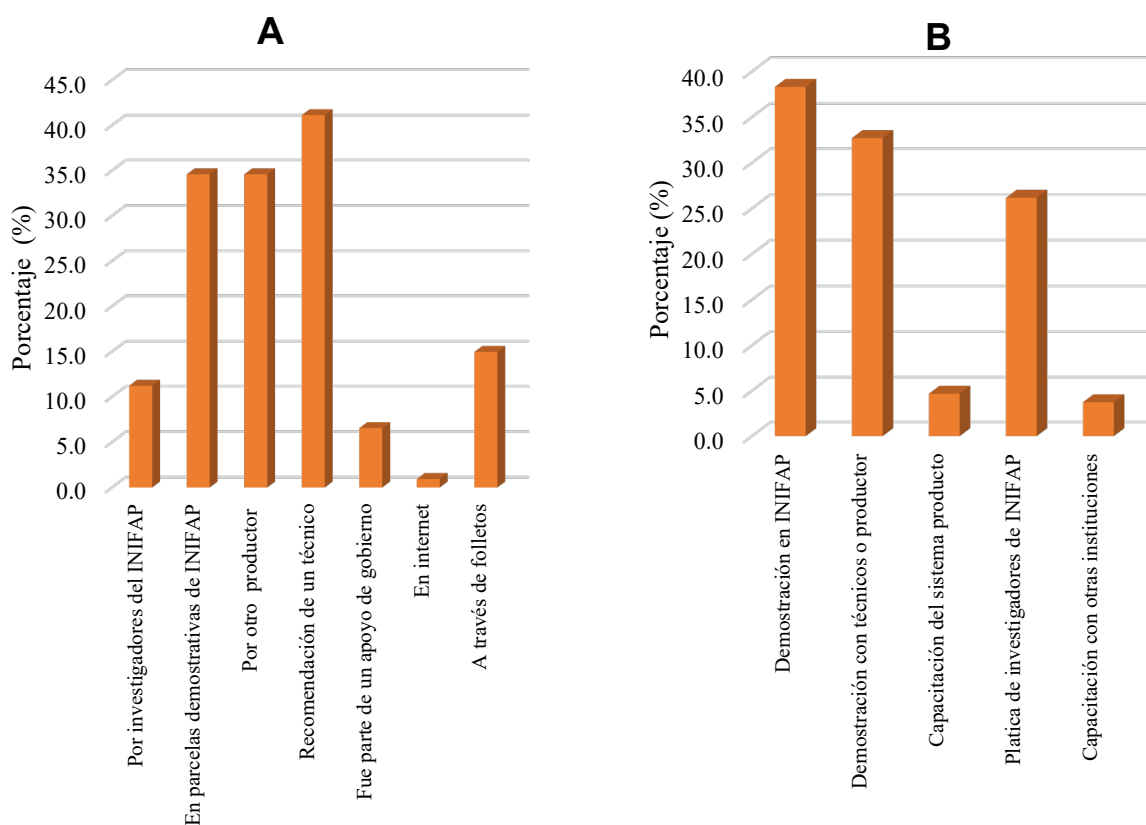 A
Porcentaje (%)
45.0
40.0
35.0
30.0
25.0
20.0
15.0
10.0
5.0
0.0
Por investigadores del INIFAP
En parcelas demostrativas de INIFAP
Por otro productor
Recomendación de un técnico
Fue parte de un apoyo de gobierno
En internet
A través de folletos
B
Porcentaje (%)
40.0
35.0
30.0
25.0
20.0
15.0
10.0
5.0
0.0
Demostración en INIFAP
Demostración con técnicos o productor
Capacitación del sistema producto
Platica de investigadores de INIFAP
Capacitación con otras instituciones